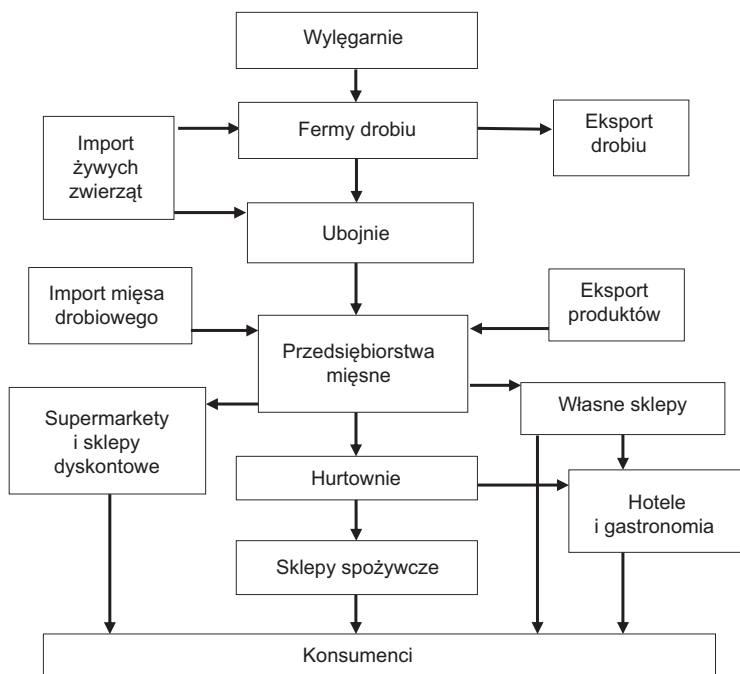 Wylęgarnie
Import
żywych
zwierząt
Fermy drobiu
Eksport
drobiu
Ubojnie
Import mięsa
drobiowego
Eksport
produktów
Przedsiębiorstwa
mięsne
Supermarkety
i sklepy
dyskontowe
Własne sklepy
Hurtownie
Hotele
i gastronomia
Sklepy spożywcze
Konsumenci